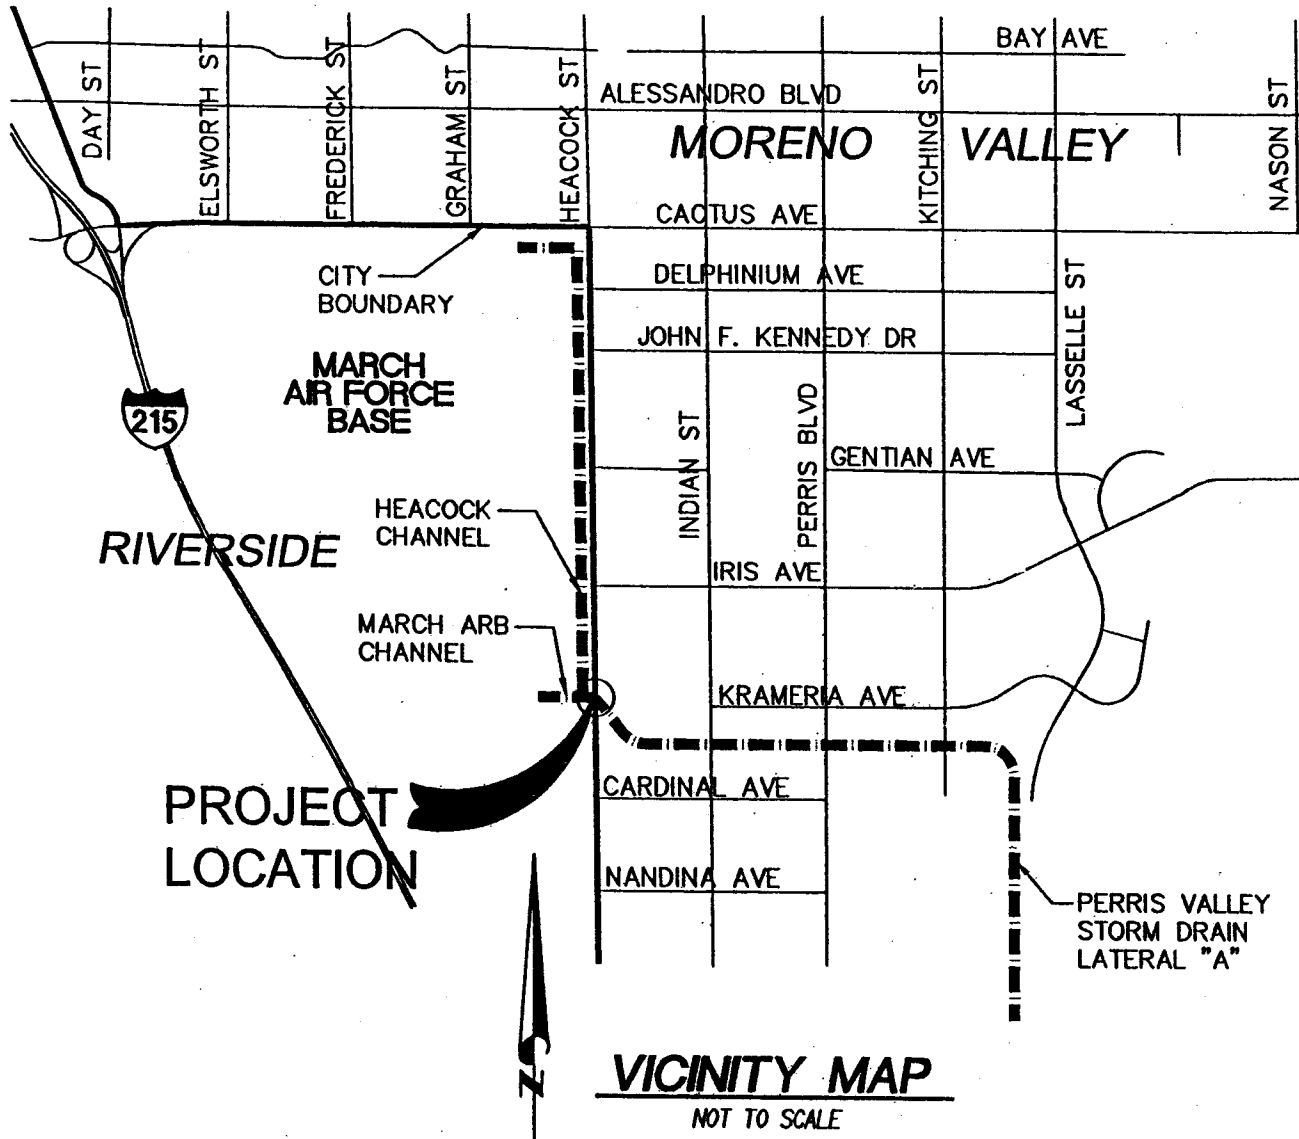 BAY AVE
DAY ST
ELSWORTH ST
FREDERICK ST
GRAHAM ST
HEACOCK ST
ALESSANDRO BLVD
KITCHING ST
NASON ST
MORENO VALLEY
CACTUS AVE
CITY
BOUNDARY
DELPHINIUM AVE
LASSELLE ST
JOHN F. KENNEDY DR
MARCH
AIR FORCE
BASE
215
INDIAN ST
PERRIS BLVD
GENTIAN AVE
HEACOCK
CHANNEL
RIVERSIDE
IRIS AVE
MARCH ARB
CHANNEL
KRAMERIA AVE
PROJECT
LOCATION
CARDINAL AVE
NANDINA AVE
PERRIS VALLEY
STORM DRAIN
LATERAL "A"
N
VICINITY MAP
NOT TO SCALE